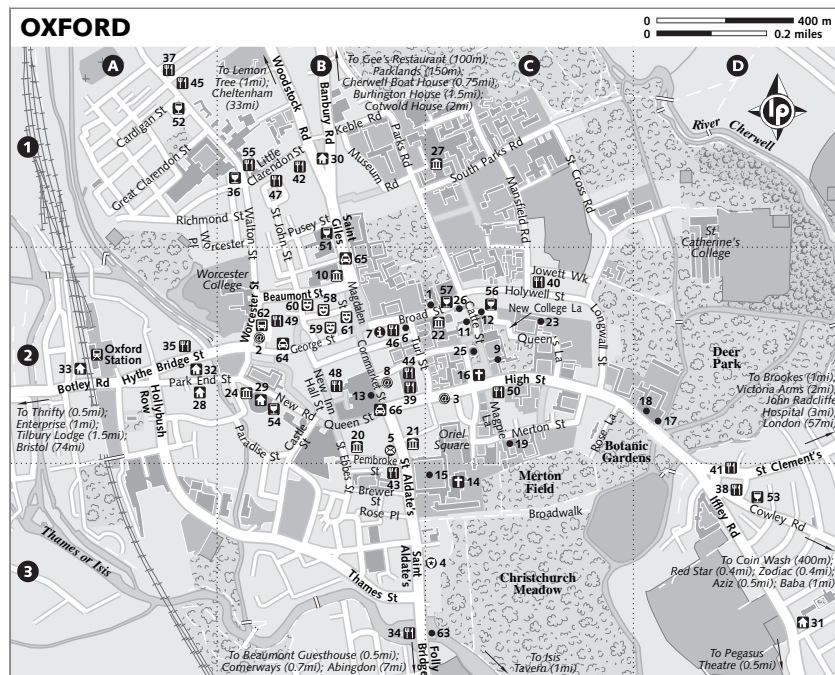 OXFORD
0 400 m
0 0.2 miles
A
B
C
D
1
2
3
lp
37
45
52
Cardigan St
Great Clarendon St
To Lemon
Tree (1mi);
Cheltenham
(33mi)
Woodstock Rd
Banbury Rd
To Gee's Restaurant (100m);
Parklands (150m);
Cherwell Boat House (0.75mi);
Burlington House (1.5mi);
Cotwold House (2mi)
Keble Rd
Parks Rd
Museum Rd
27
South Parks Rd
Mansfield Rd
St Cross Rd
River Cherwell
55
Little
Clarendon St
36
47
42
30
Richmond St
Worcester Pl
Walton St
St John St
Pusey St
51
Saint Giles
65
St
Catherine's
College
Worcester
College
10
Beaumont St
58
60
62
49
59
61
Worcester St
Magdalen St
2
64
George St
7
46
6
Broad St
Turl St
1
57
26
22
11
12
56
Catte St
Jowett Wk
40
Holywell St
New College La
23
Queen's La
Longwall St
25
9
16
High St
50
Oxford
Station
35
33
32
Botley Rd
Hythe Bridge St
Park End St
28
Hollybush
Row
24
29
54
New Rd
Paradise St
Castle St
New Inn
Hall St
48
Cornmarket St
8
44
39
13
66
3
Queen St
20
5
21
St Ebbes St
Pembroke
St
43
Brewer
St
Rose Pl
St Aldate's
Oriel
Square
Magpie La
Merton St
19
15
14
Merton
Field
Rose La
Botanic
Gardens
18
17
Deer
Park
To Brookes (1mi);
Victoria Arms (2mi);
John Radcliffe
Hospital (3mi);
London (57mi)
To Thrifty (0.5mi);
Enterprise (1mi);
Tilbury Lodge (1.5mi);
Bristol (74mi)
41
St Clement's
38
53
Cowley Rd
Iffley Rd
Broadwalk
Thames or Isis
Saint Aldate's
4
Christchurch
Meadow
Thames St
To Coin Wash (400m);
Red Star (0.4mi); Zodiac (0.4mi);
Aziz (0.5mi); Baba (1mi)
31
34
63
Folly
Bridge
To Beaumont Guesthouse (0.5mi);
Cornerways (0.7mi); Abingdon (7mi)
To Isis
Tavern (1mi)
To Pegasus
Theatre (0.5mi)